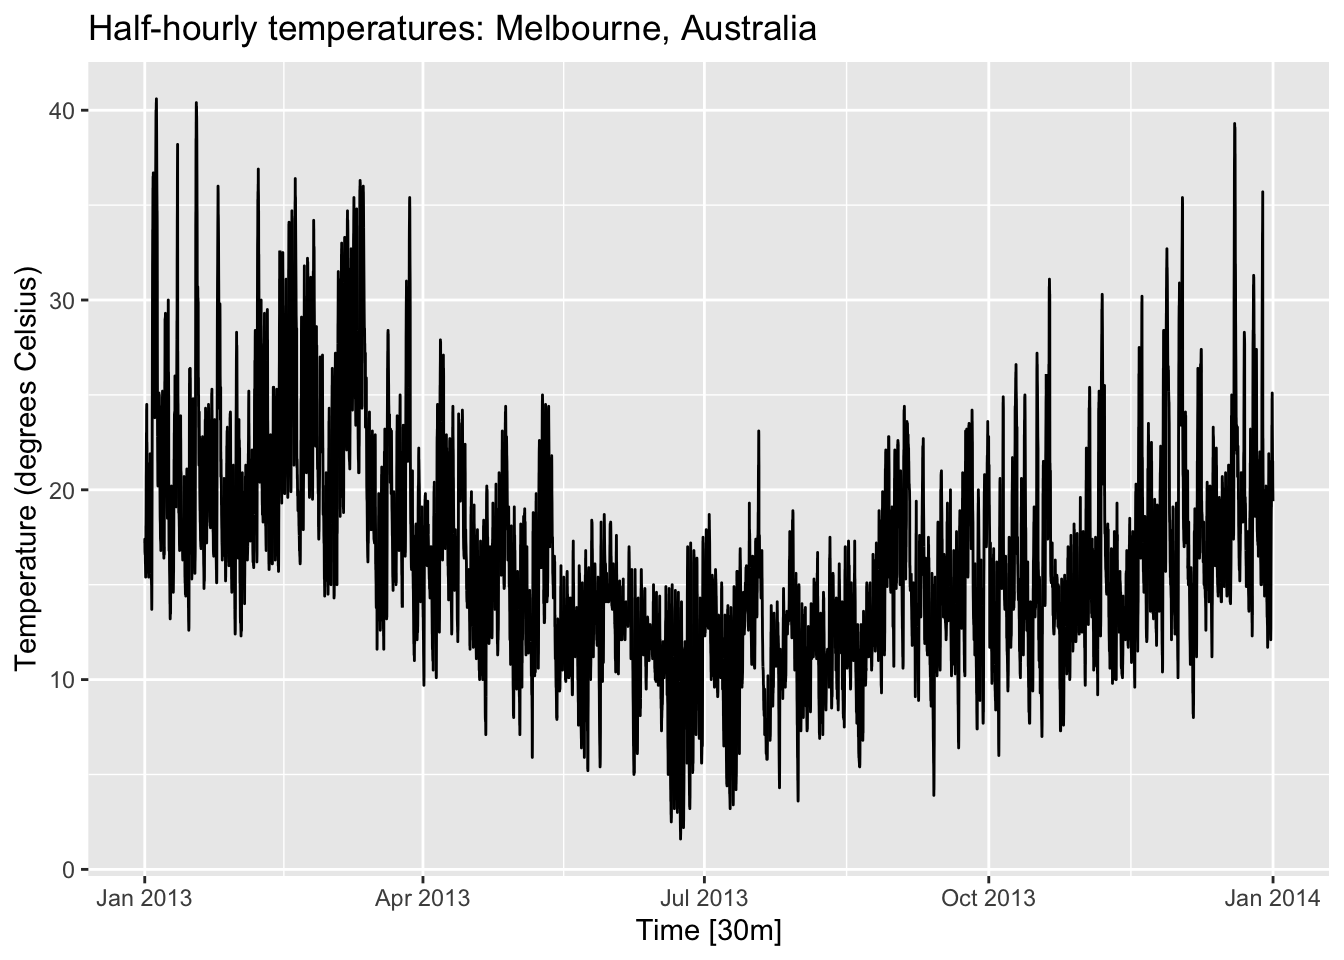 Half-hourly temperatures: Melbourne, Australia
Temperature (degrees Celsius)
40
30
20
10
0
Jan 2013 Apr 2013 Jul 2013 Oct 2013 Jan 2014
Time [30m]